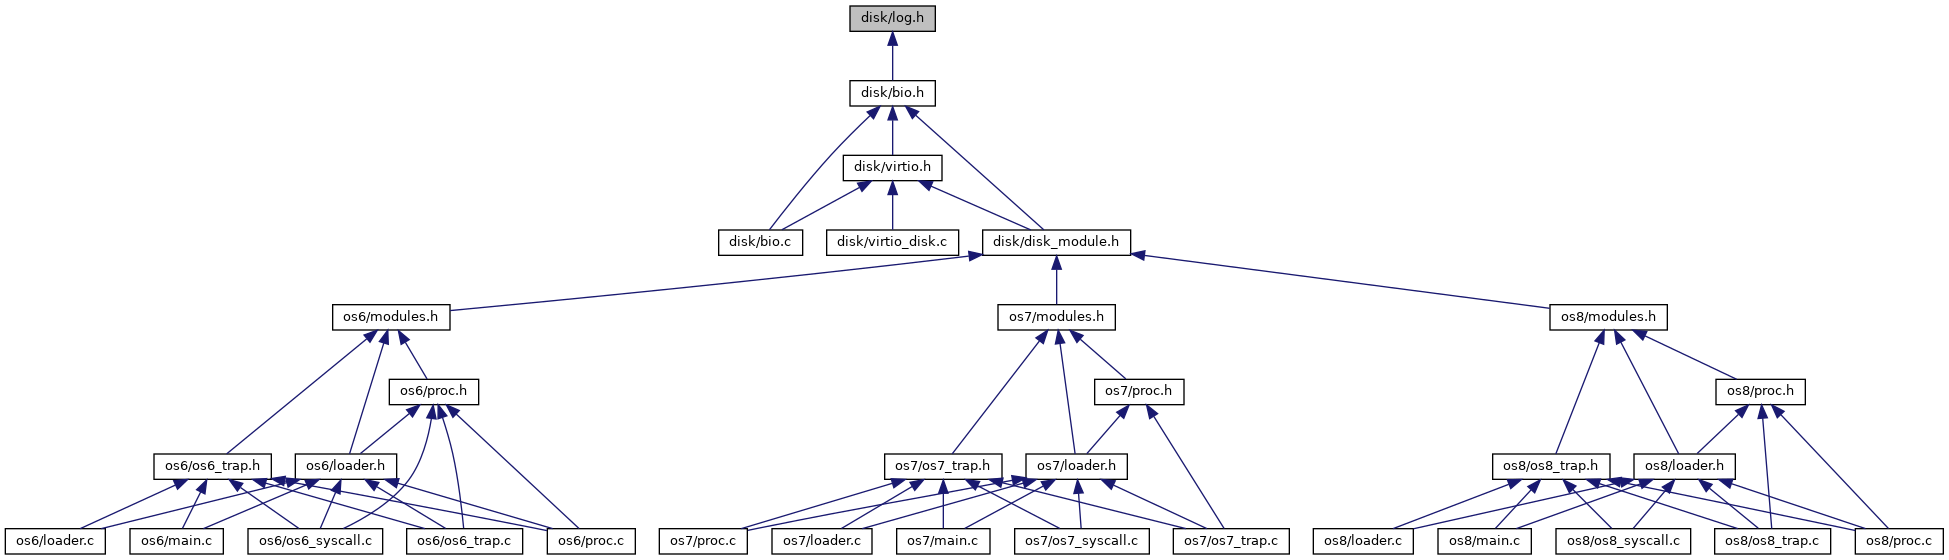 disk/log.h
disk/bio.h
disk/virtio.h
disk/bio.c
disk/virtio_disk.c
disk/disk_module.h
os6/modules.h
os7/modules.h
os8/modules.h
os6/proc.h
os7/proc.h
os8/proc.h
os6/os6_trap.h
os6/loader.h
os7/os7_trap.h
os7/loader.h
os8/os8_trap.h
os8/loader.h
os6/loader.c
os6/main.c
os6/os6_syscall.c
os6/os6_trap.c
os6/proc.c
os7/proc.c
os7/loader.c
os7/main.c
os7/os7_syscall.c
os7/os7_trap.c
os8/loader.c
os8/main.c
os8/os8_syscall.c
os8/os8_trap.c
os8/proc.c